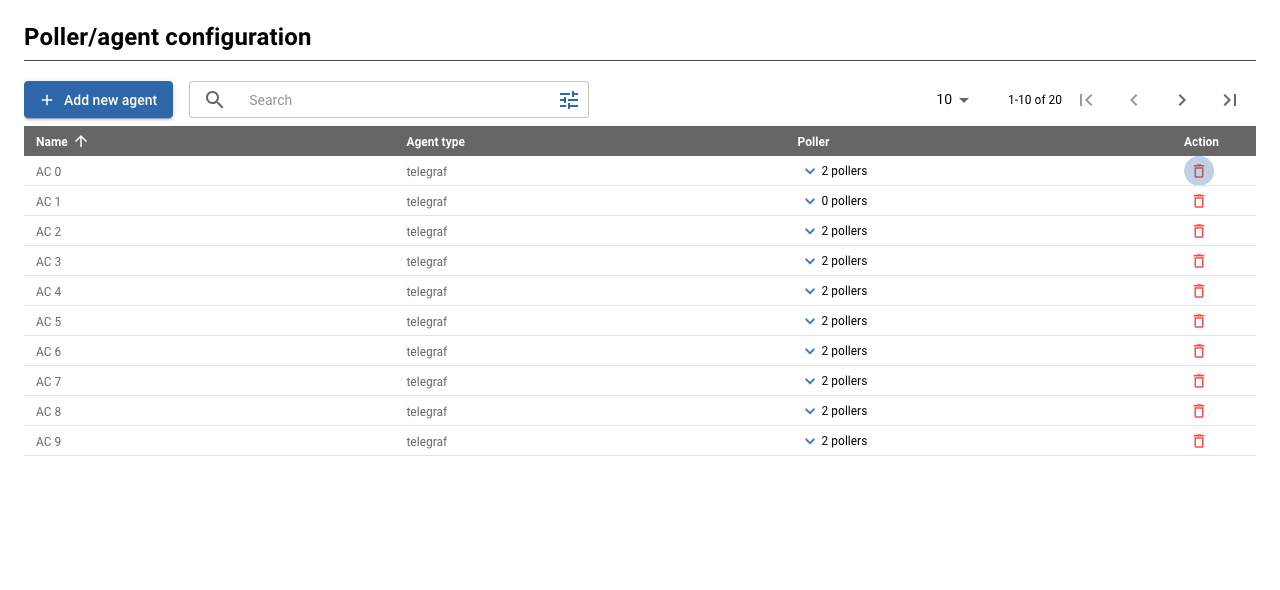 Poller/agent configuration
Add new agent
Search
10
1-10 of 20
Name Agent type Poller Action
AC 0 telegraf 2 pollers
AC 1 telegraf 0 pollers
AC 2 telegraf 2 pollers
AC 3 telegraf 2 pollers
AC 4 telegraf 2 pollers
AC 5 telegraf 2 pollers
AC 6 telegraf 2 pollers
AC 7 telegraf 2 pollers
AC 8 telegraf 2 pollers
AC 9 telegraf 2 pollers